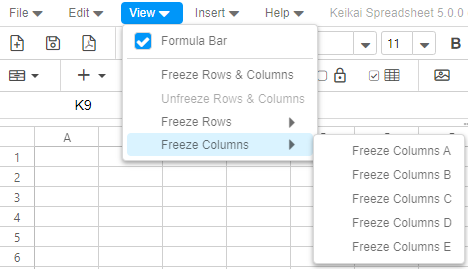 File Edit View Insert Help Keikai Spreadsheet 5.0.0
Formula Bar
11 B
Freeze Rows & Columns
Unfreeze Rows & Columns
K9
Freeze Rows
Freeze Columns
A
Freeze Columns A
Freeze Columns B
Freeze Columns C
Freeze Columns D
Freeze Columns E
1
2
3
4
5
6